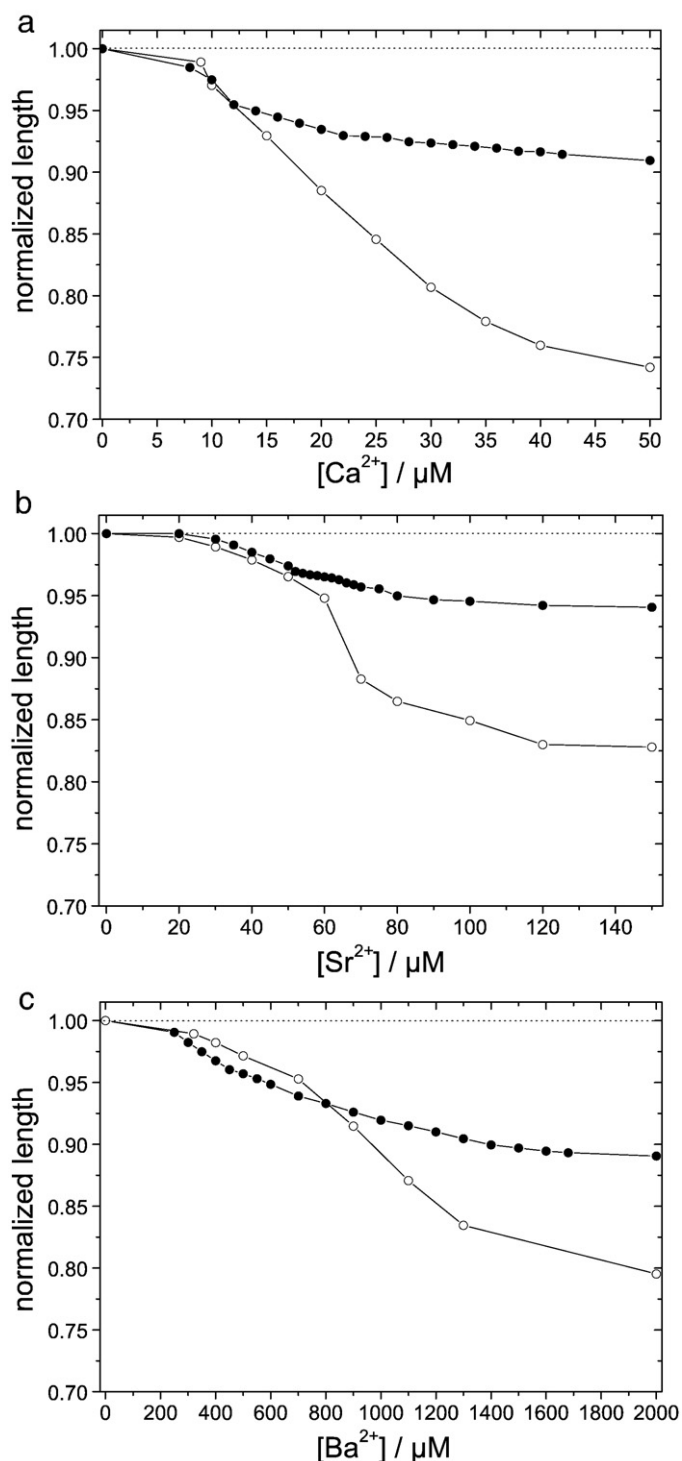 a
1.00
0.95
0.90
0.85
0.80
0.75
0.70
normalized length
0 5 10 15 20 25 30 35 40 45 50
[Ca²⁺] / µM
b
1.00
0.95
0.90
0.85
0.80
0.75
0.70
normalized length
0 20 40 60 80 100 120 140
[Sr²⁺] / µM
c
1.00
0.95
0.90
0.85
0.80
0.75
0.70
normalized length
0 200 400 600 800 1000 1200 1400 1600 1800 2000
[Ba²⁺] / µM